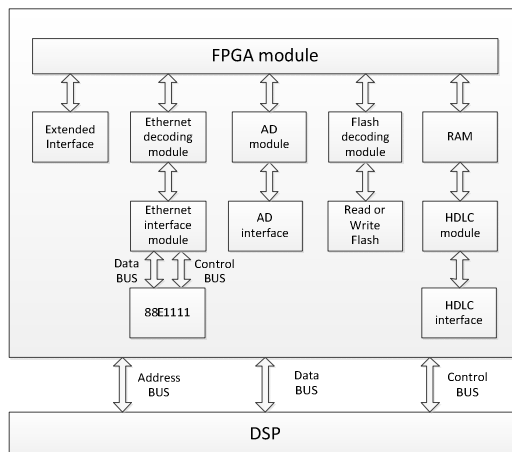 FPGA module
Extended
Interface
Ethernet
decoding
module
AD
module
Flash
decoding
module
RAM
Ethernet
interface
module
AD
interface
Read or
Write
Flash
HDLC
module
Data
BUS
Control
BUS
88E1111
HDLC
interface
Address
BUS
Data
BUS
Control
BUS
DSP